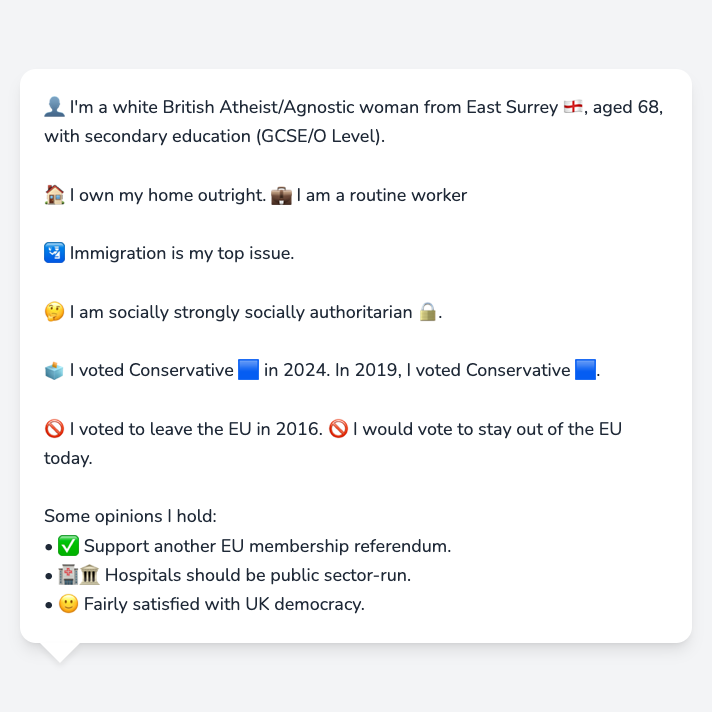 👤 I'm a white British Atheist/Agnostic woman from East Surrey 🏴󠁧󠁢󠁥󠁮󠁧󠁿, aged 68,
with secondary education (GCSE/O Level).
🏠 I own my home outright. 💼 I am a routine worker
🛂 Immigration is my top issue.
🤔 I am socially strongly socially authoritarian 🔒.
🗳️ I voted Conservative 🟦 in 2024. In 2019, I voted Conservative 🟦.
🚫 I voted to leave the EU in 2016. 🚫 I would vote to stay out of the EU
today.
Some opinions I hold:
• ✅ Support another EU membership referendum.
• 🏥🏛️ Hospitals should be public sector-run.
• 🙂 Fairly satisfied with UK democracy.